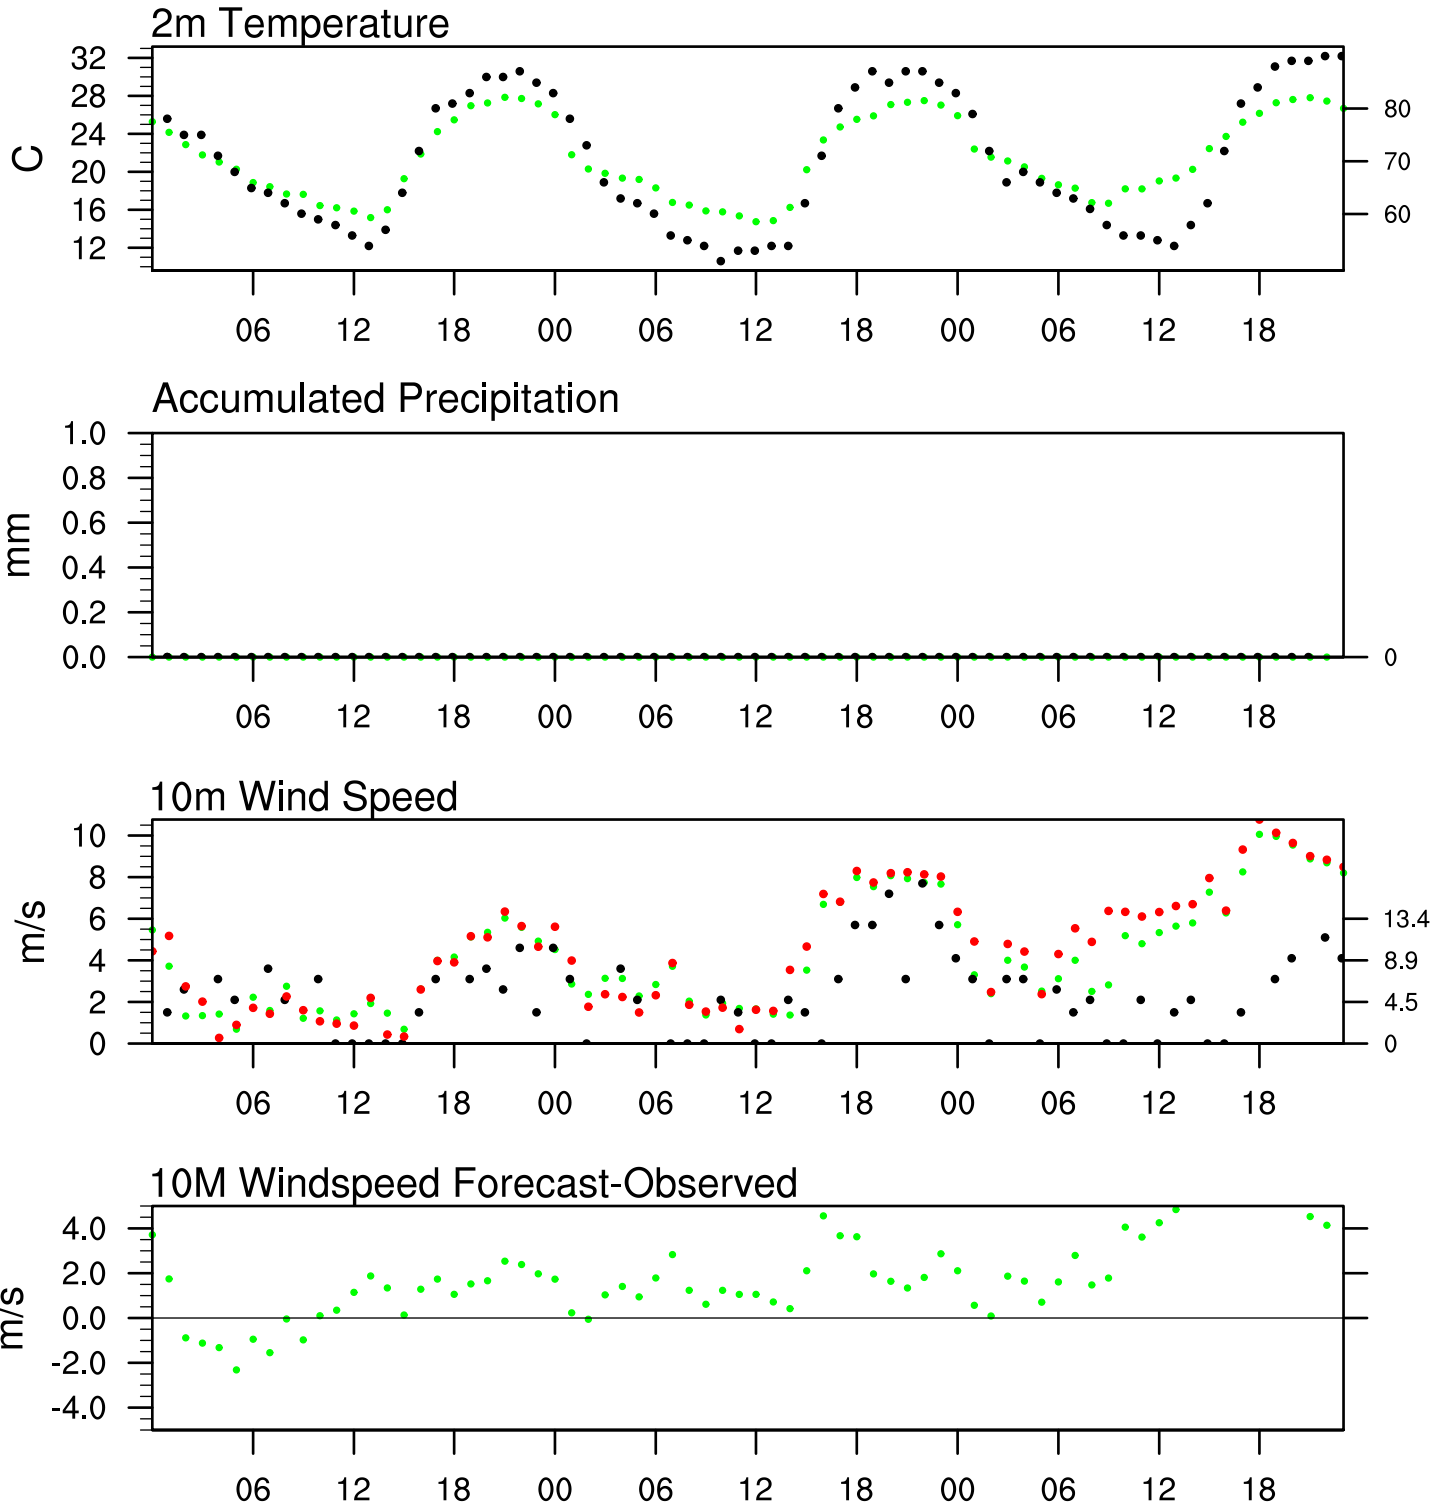 2m Temperature
32
28
24
20
16
12
C
80
70
60
06 12 18 00 06 12 18 00 06 12 18
Accumulated Precipitation
1.0
0.8
0.6
0.4
0.2
0.0
mm
0
06 12 18 00 06 12 18 00 06 12 18
10m Wind Speed
10
8
6
4
2
0
m/s
13.4
8.9
4.5
0
06 12 18 00 06 12 18 00 06 12 18
10M Windspeed Forecast-Observed
4.0
2.0
0.0
-2.0
-4.0
m/s
06 12 18 00 06 12 18 00 06 12 18